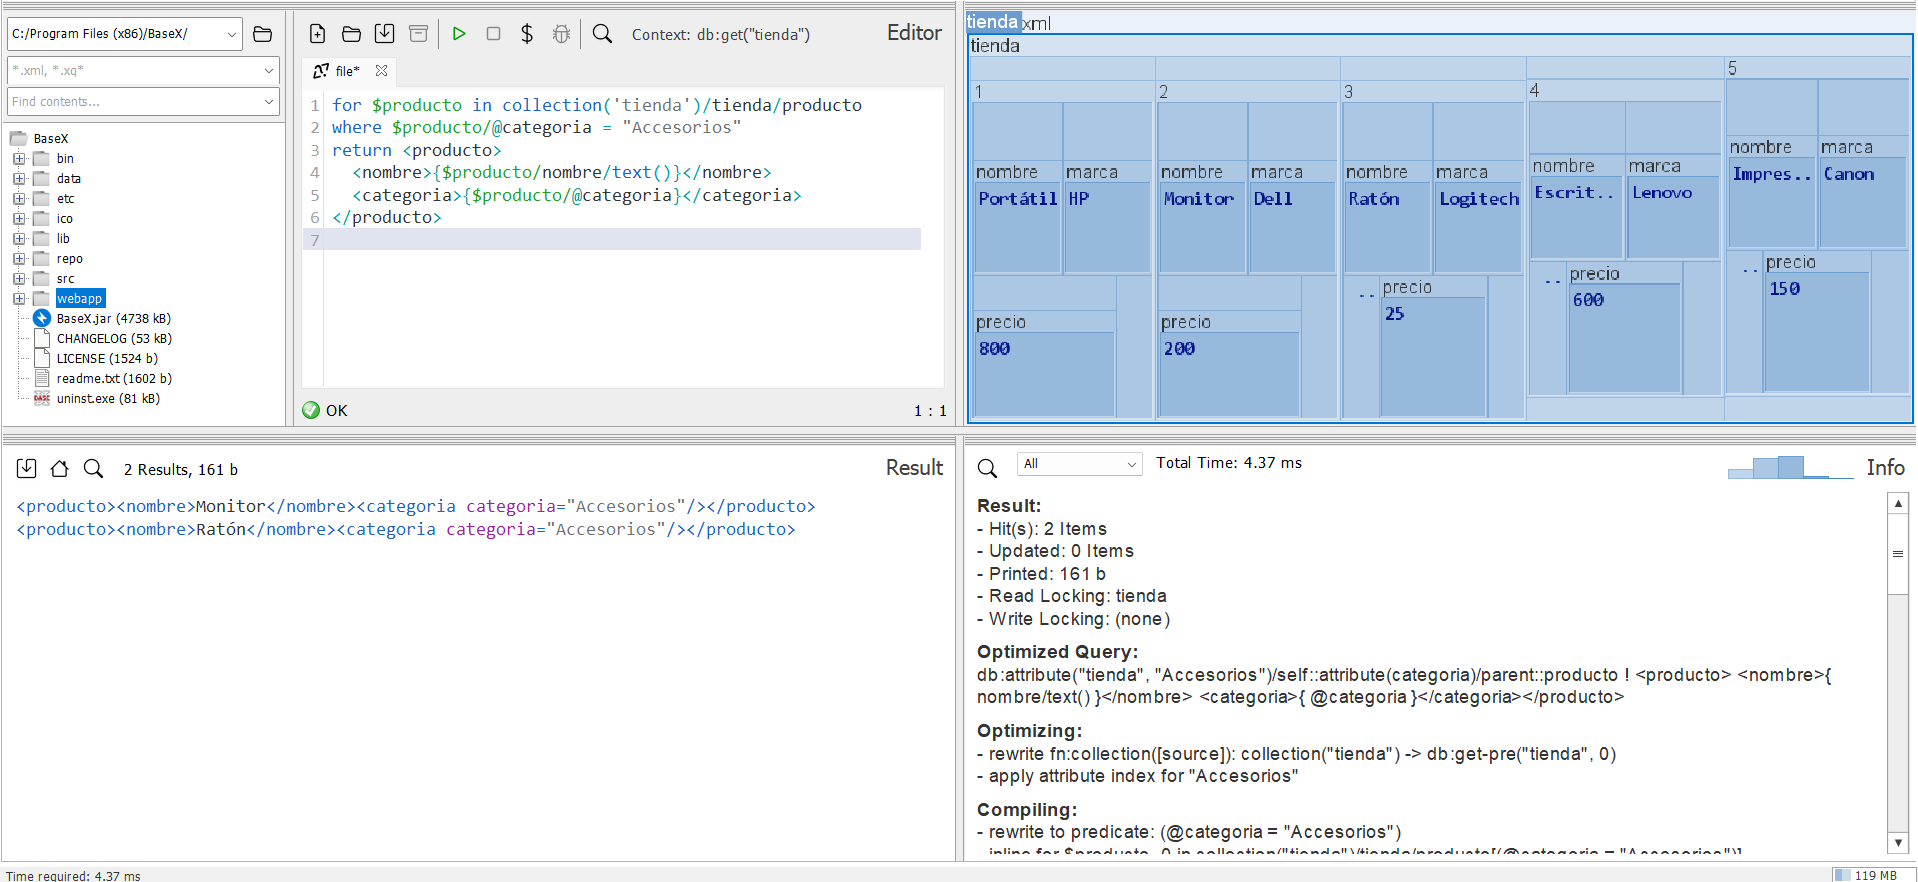 C:/Program Files (x86)/BaseX/
*.xml, *.xq*
Find contents...
BaseX
bin
data
etc
ico
lib
repo
src
webapp
BaseX.jar (4738 kB)
CHANGELOG (53 kB)
LICENSE (1524 b)
readme.txt (1602 b)
uninst.exe (81 kB)
Context: db:get("tienda")
Editor
file*
1 for $producto in collection('tienda')/tienda/producto
2 where $producto/@categoria = "Accesorios"
3 return <producto>
4 <nombre>{$producto/nombre/text()}</nombre>
5 <categoria>{$producto/@categoria}</categoria>
6 </producto>
7
OK
1 : 1
tienda.xml
tienda
1
nombre marca
Portátil HP
precio
800
2
nombre marca
Monitor Dell
precio
200
3
nombre marca
Ratón Logitech
.. precio
25
4
nombre marca
Escrit.. Lenovo
.. precio
600
5
nombre marca
Impres.. Canon
.. precio
150
2 Results, 161 b
Result
<producto><nombre>Monitor</nombre><categoria categoria="Accesorios"/></producto>
<producto><nombre>Ratón</nombre><categoria categoria="Accesorios"/></producto>
All
Total Time: 4.37 ms
Info
Result:
- Hit(s): 2 Items
- Updated: 0 Items
- Printed: 161 b
- Read Locking: tienda
- Write Locking: (none)
Optimized Query:
db:attribute("tienda", "Accesorios")/self::attribute(categoria)/parent::producto ! <producto> <nombre>{
nombre/text() }</nombre> <categoria>{ @categoria }</categoria></producto>
Optimizing:
- rewrite fn:collection([source]): collection("tienda") -> db:get-pre("tienda", 0)
- apply attribute index for "Accesorios"
Compiling:
- rewrite to predicate: (@categoria = "Accesorios")
- inline for $producto_0 in collection("tienda")/tienda/producto[(@categoria = "Accesorios")]
Time required: 4.37 ms
119 MB